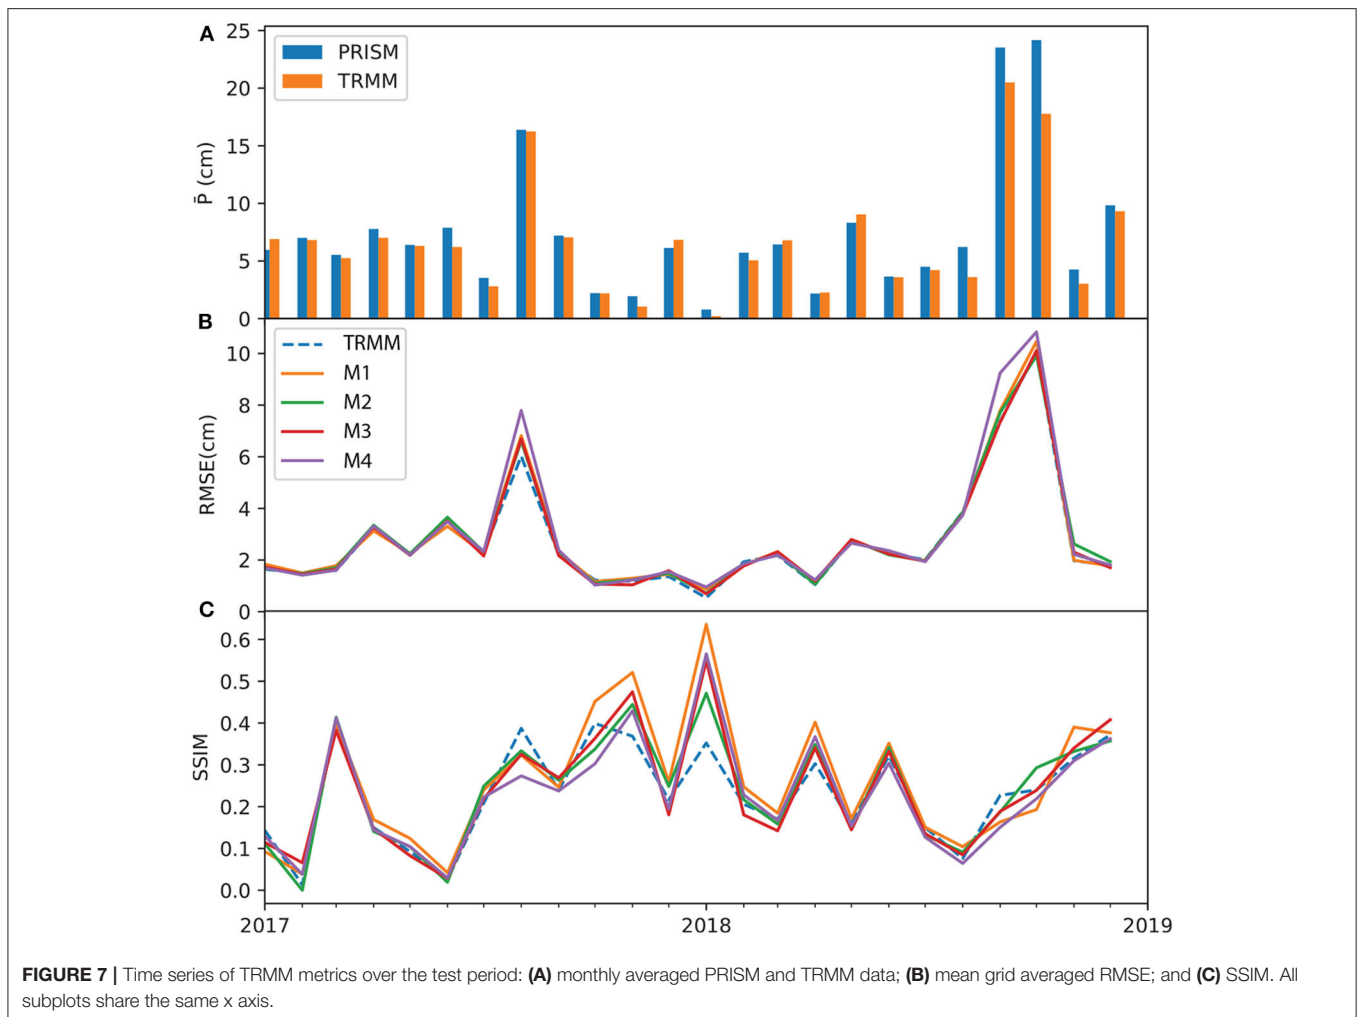 A
25
20
15
10
5
0
P̄ (cm)
PRISM
TRMM
B
10
8
6
4
2
0
RMSE(cm)
TRMM
M1
M2
M3
M4
C
0.6
0.5
0.4
0.3
0.2
0.1
0.0
SSIM
2017 2018 2019
FIGURE 7 | Time series of TRMM metrics over the test period: (A) monthly averaged PRISM and TRMM data; (B) mean grid averaged RMSE; and (C) SSIM. All
subplots share the same x axis.